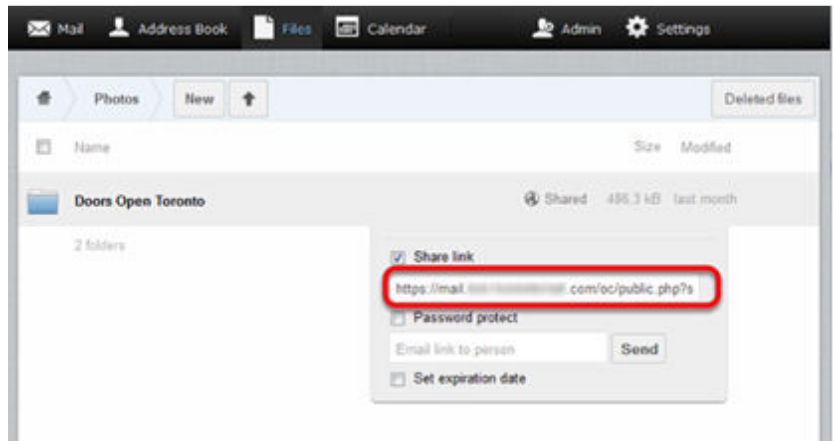 Mail Address Book Files Calendar Admin Settings
Photos New Deleted files
Name Size Modified
Doors Open Toronto Shared 486.3 kB last month
2 folders
Share link
https://mail. .com/oc/public.php?s
Password protect
Email link to person Send
Set expiration date